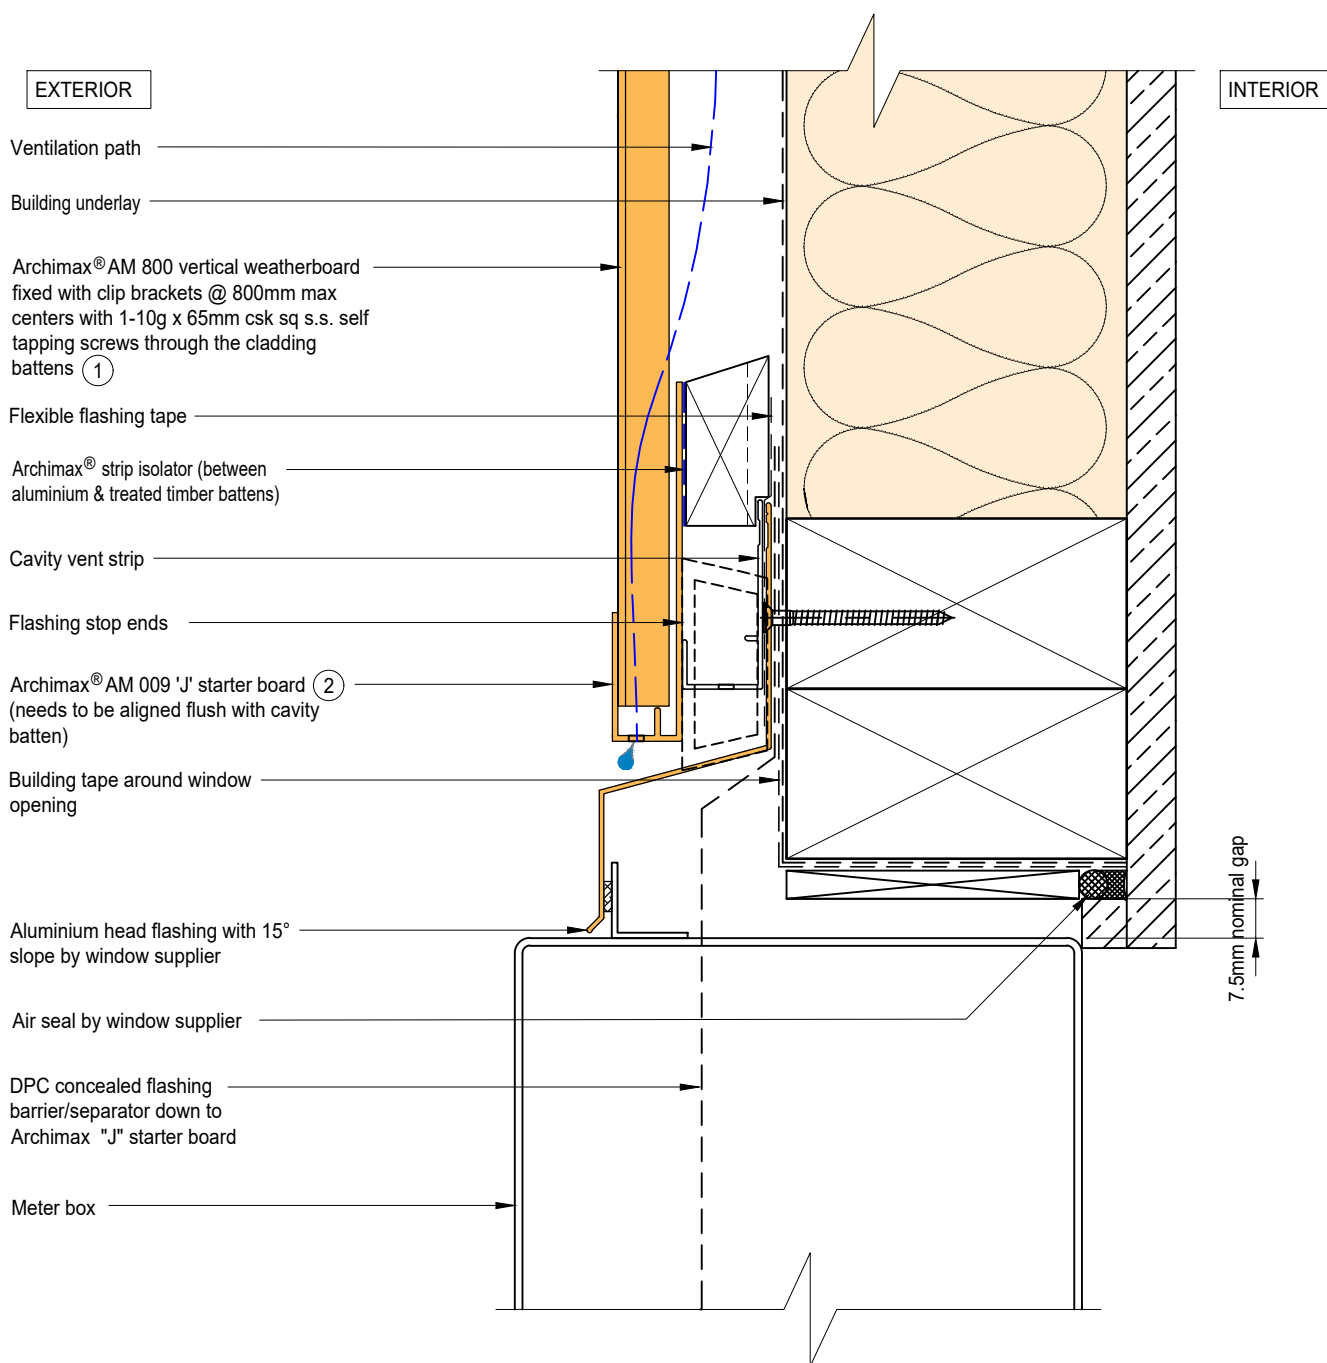 EXTERIOR
INTERIOR
Ventilation path
Building underlay
Archimax® AM 800 vertical weatherboard
fixed with clip brackets @ 800mm max
centers with 1-10g x 65mm csk sq s.s. self
tapping screws through the cladding
battens 1
Flexible flashing tape
Archimax® strip isolator (between
aluminium & treated timber battens)
Cavity vent strip
Flashing stop ends
Archimax® AM 009 'J' starter board 2
(needs to be aligned flush with cavity
batten)
Building tape around window
opening
Aluminium head flashing with 15°
slope by window supplier
7.5mm nominal gap
Air seal by window supplier
DPC concealed flashing
barrier/separator down to
Archimax "J" starter board
Meter box